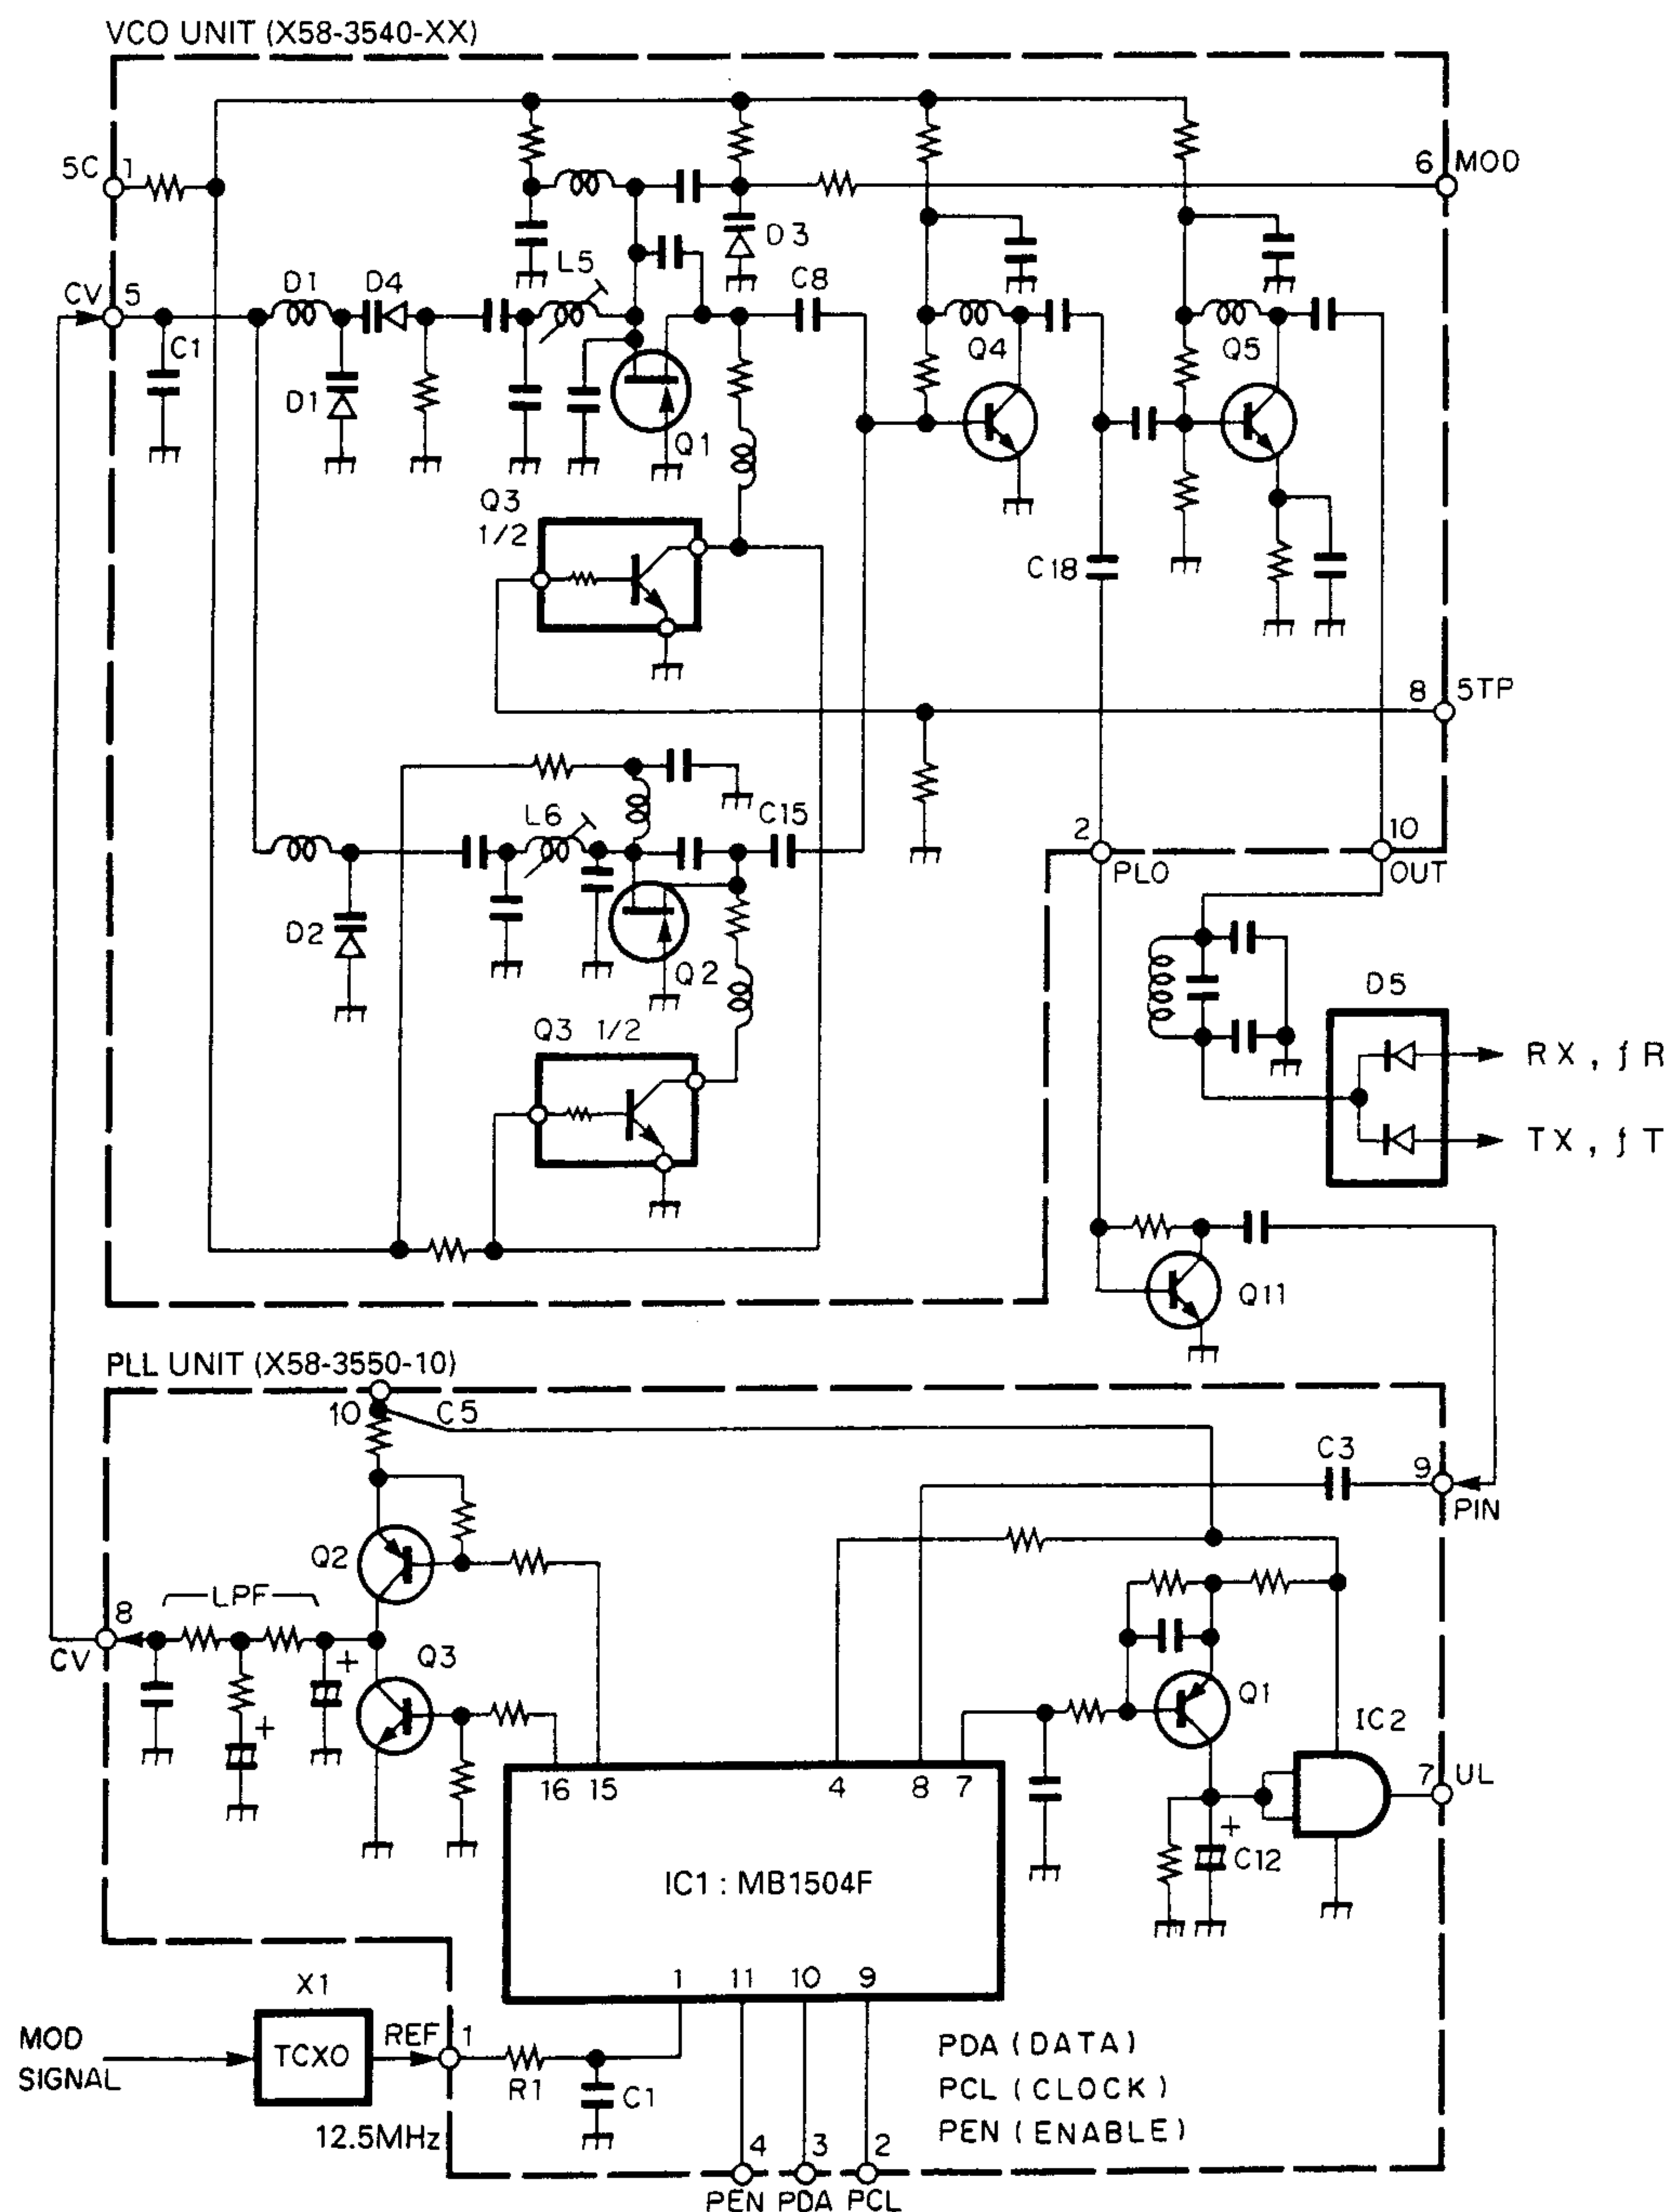 VCO UNIT (X58-3540-XX)
5C 1
6 MOD
D3
L5
CV 5
D1 D4
C8
C1
Q4
Q5
D1
Q1
Q3
1/2
C18
8 5TP
L6
C15
2
10
PLO
OUT
D2
Q2
D5
Q3 1/2
RX, fR
TX, fT
Q11
PLL UNIT (X58-3550-10)
10 C5
C3
9
PIN
Q2
LPF
8
CV
Q3
+
Q1
IC2
+
16 15 4 8 7
7 UL
+
C12
IC1 : MB1504F
X1
1 11 10 9
MOD
SIGNAL
TCXO
REF 1
R1
C1
12.5MHz
PDA (DATA)
PCL (CLOCK)
PEN (ENABLE)
4 3 2
PEN PDA PCL